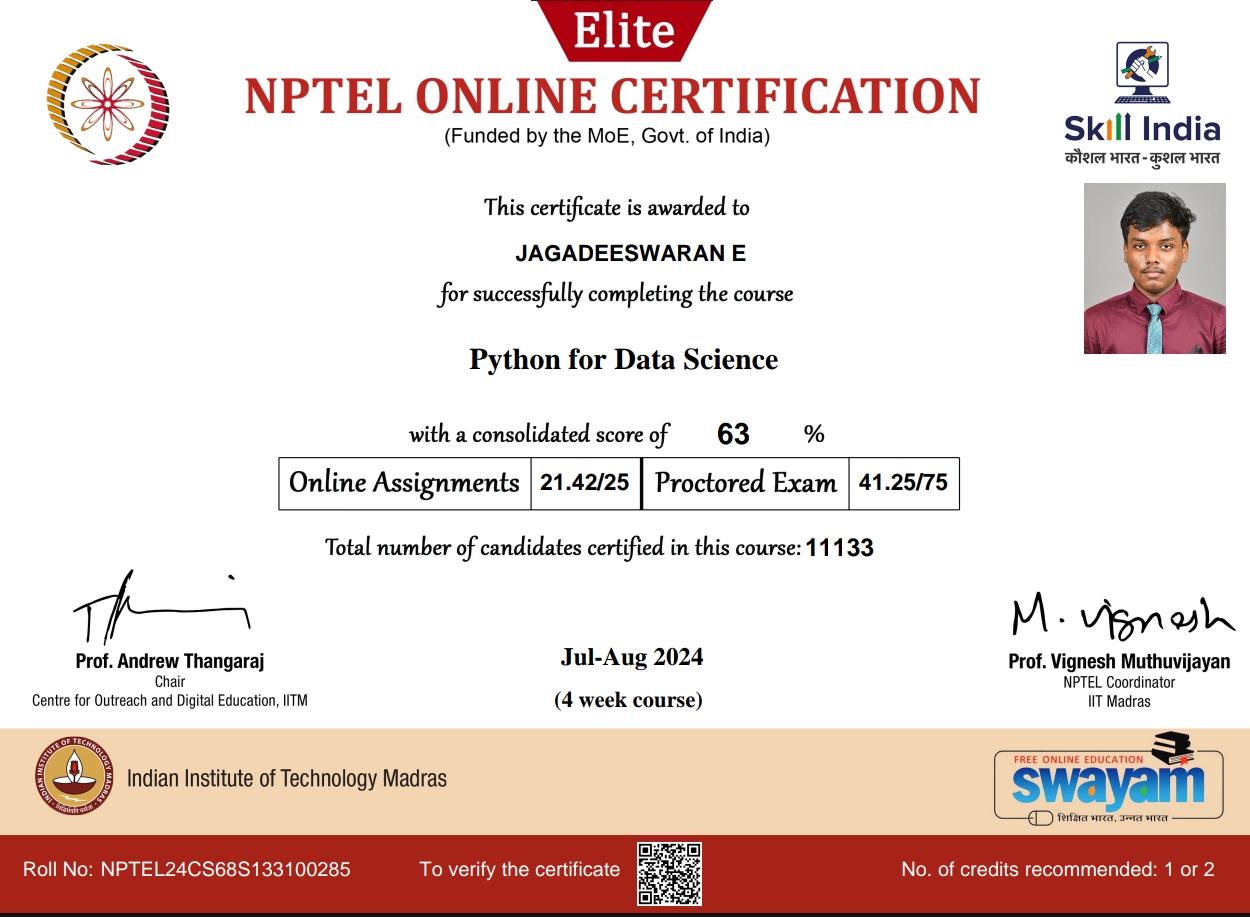 Elite
NPTEL ONLINE CERTIFICATION
(Funded by the MoE, Govt. of India)
Skill India
कौशल भारत - कुशल भारत
This certificate is awarded to
JAGADEESWARAN E
for successfully completing the course
Python for Data Science
with a consolidated score of 63 %
Online Assignments 21.42/25 Proctored Exam 41.25/75
Total number of candidates certified in this course: 11133
M. Vignesh
Prof. Andrew Thangaraj
Chair
Centre for Outreach and Digital Education, IITM
Jul-Aug 2024
(4 week course)
Prof. Vignesh Muthuvijayan
NPTEL Coordinator
IIT Madras
INDIAN INSTITUTE OF TECHNOLOGY MADRAS
Indian Institute of Technology Madras
FREE ONLINE EDUCATION
swayam
शिक्षित भारत, उन्नत भारत
Roll No: NPTEL24CS68S133100285
To verify the certificate
No. of credits recommended: 1 or 2